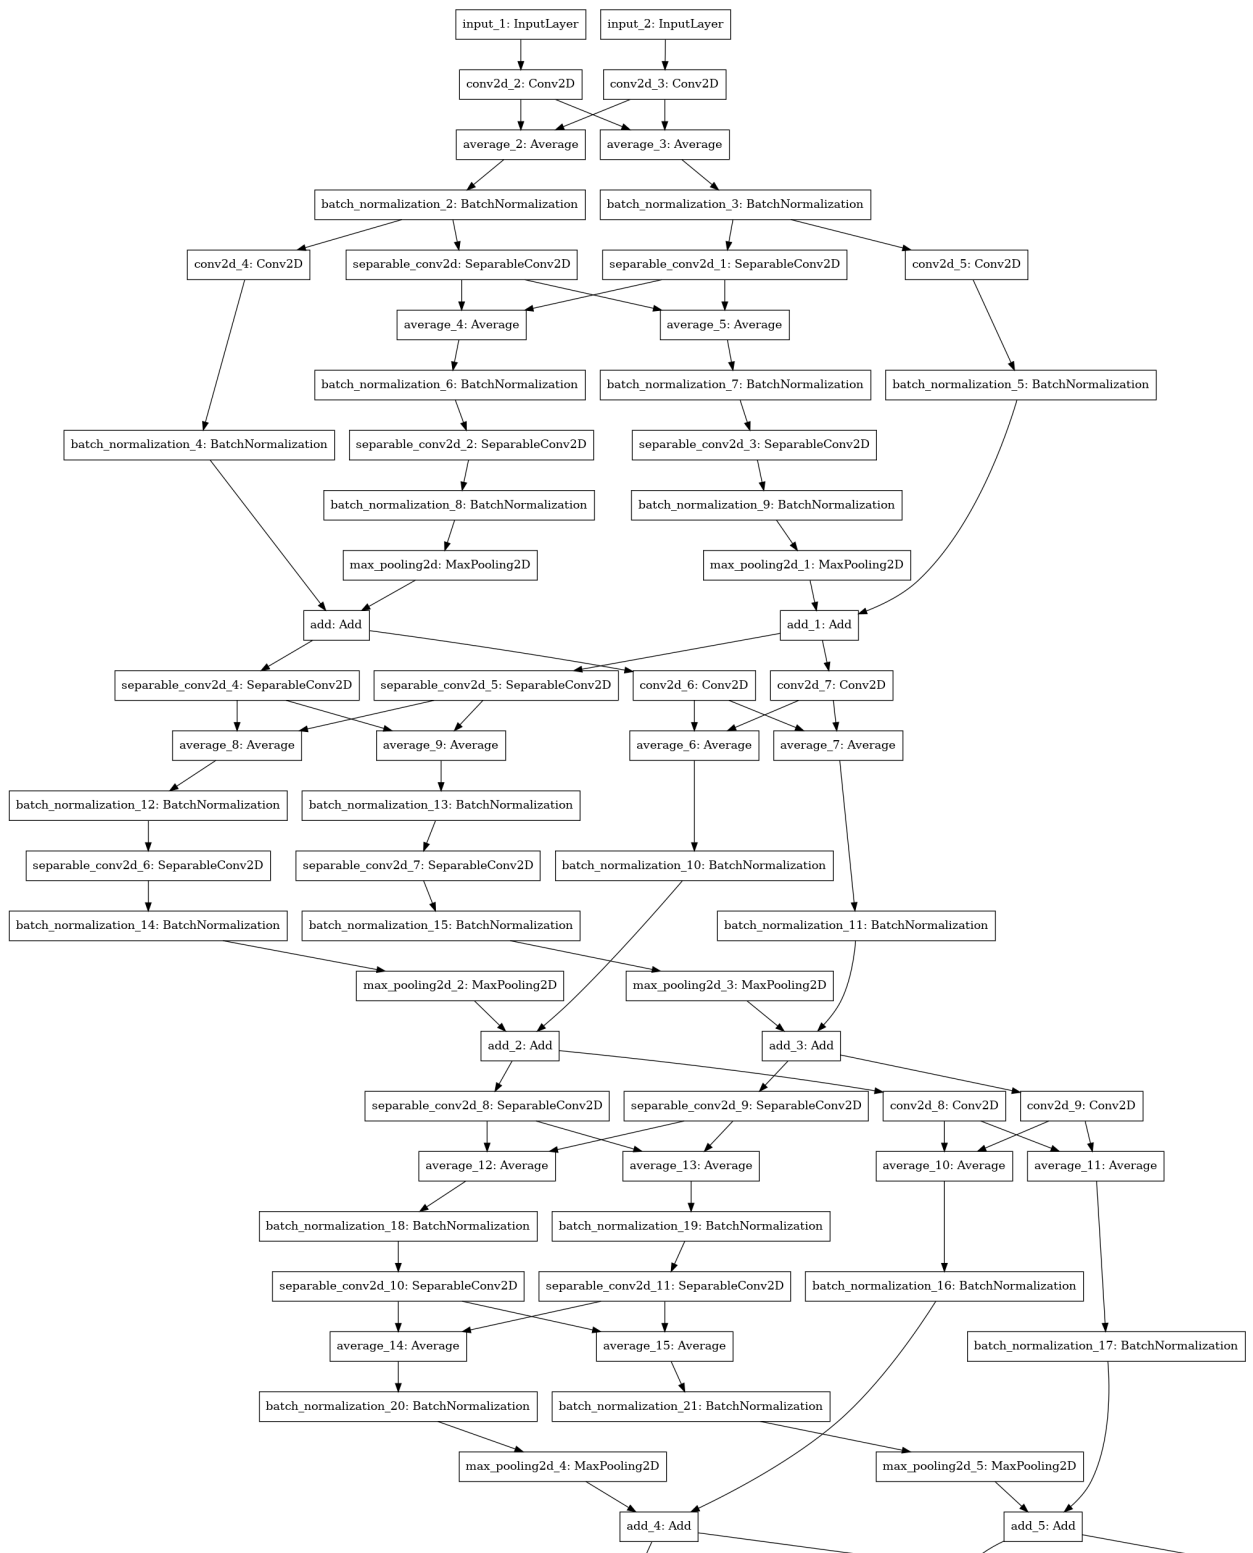 input_1: InputLayer
input_2: InputLayer
conv2d_2: Conv2D
conv2d_3: Conv2D
average_2: Average
average_3: Average
batch_normalization_2: BatchNormalization
batch_normalization_3: BatchNormalization
conv2d_4: Conv2D
separable_conv2d: SeparableConv2D
separable_conv2d_1: SeparableConv2D
conv2d_5: Conv2D
average_4: Average
average_5: Average
batch_normalization_6: BatchNormalization
batch_normalization_7: BatchNormalization
batch_normalization_5: BatchNormalization
batch_normalization_4: BatchNormalization
separable_conv2d_2: SeparableConv2D
separable_conv2d_3: SeparableConv2D
batch_normalization_8: BatchNormalization
batch_normalization_9: BatchNormalization
max_pooling2d: MaxPooling2D
max_pooling2d_1: MaxPooling2D
add: Add
add_1: Add
separable_conv2d_4: SeparableConv2D
separable_conv2d_5: SeparableConv2D
conv2d_6: Conv2D
conv2d_7: Conv2D
average_8: Average
average_9: Average
average_6: Average
average_7: Average
batch_normalization_12: BatchNormalization
batch_normalization_13: BatchNormalization
separable_conv2d_6: SeparableConv2D
separable_conv2d_7: SeparableConv2D
batch_normalization_10: BatchNormalization
batch_normalization_14: BatchNormalization
batch_normalization_15: BatchNormalization
batch_normalization_11: BatchNormalization
max_pooling2d_2: MaxPooling2D
max_pooling2d_3: MaxPooling2D
add_2: Add
add_3: Add
separable_conv2d_8: SeparableConv2D
separable_conv2d_9: SeparableConv2D
conv2d_8: Conv2D
conv2d_9: Conv2D
average_12: Average
average_13: Average
average_10: Average
average_11: Average
batch_normalization_18: BatchNormalization
batch_normalization_19: BatchNormalization
separable_conv2d_10: SeparableConv2D
separable_conv2d_11: SeparableConv2D
batch_normalization_16: BatchNormalization
average_14: Average
average_15: Average
batch_normalization_17: BatchNormalization
batch_normalization_20: BatchNormalization
batch_normalization_21: BatchNormalization
max_pooling2d_4: MaxPooling2D
max_pooling2d_5: MaxPooling2D
add_4: Add
add_5: Add